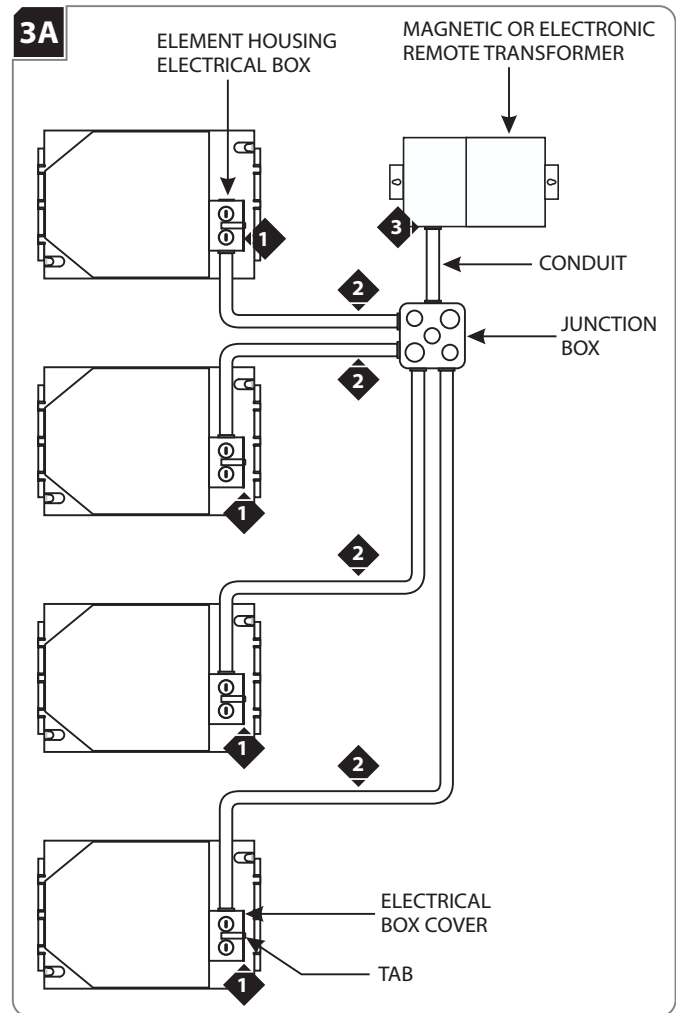 3A
ELEMENT HOUSING
ELECTRICAL BOX
MAGNETIC OR ELECTRONIC
REMOTE TRANSFORMER
1
3
CONDUIT
2
JUNCTION
BOX
2
1
2
1
2
ELECTRICAL
BOX COVER
TAB
1